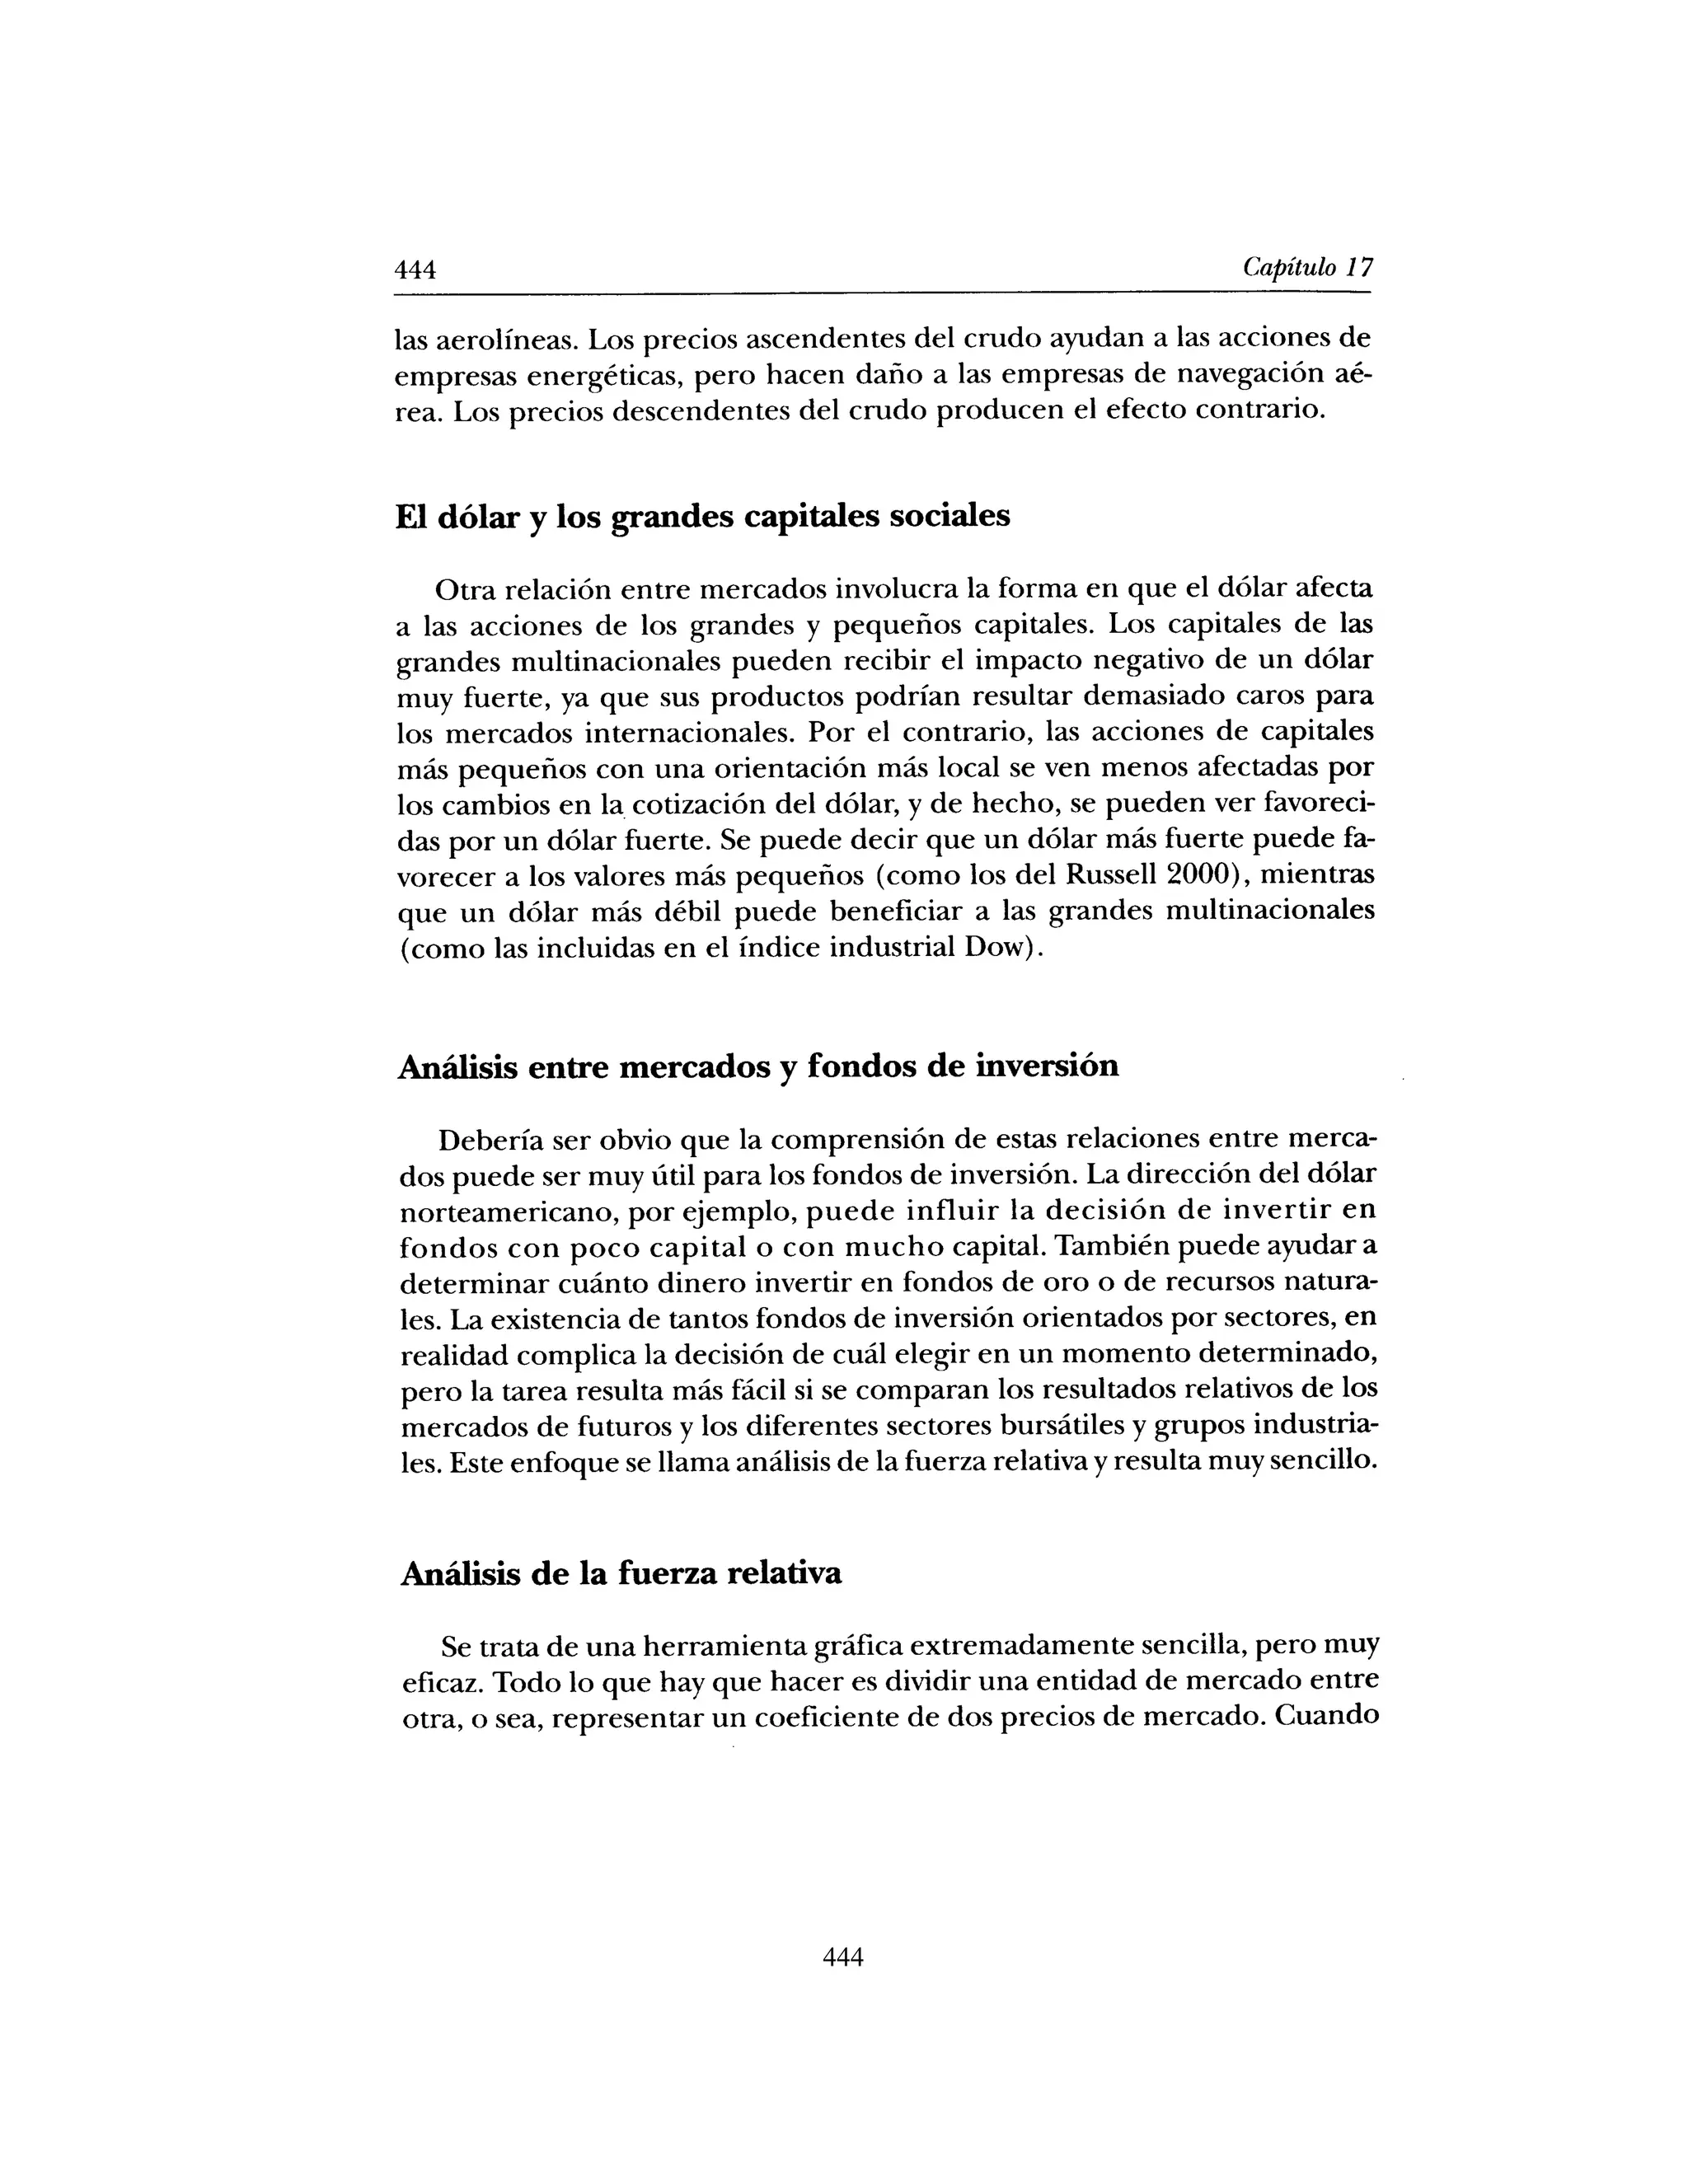 444 Capítulo 17
las aerolíneas. Los precios ascendentes del crudo ayudan a las acciones de
empresas energéticas, pero hacen daño a las empresas de navegación aé-
rea. Los precios descendentes del crudo producen el efecto contrario.
El dólar y los grandes capitales sociales
Otra relación entre mercados involucra la forma en que el dólar afecta
a las acciones de los grandes y pequeños capitales. Los capitales de las
grandes multinacionales pueden recibir el impacto negativo de un dólar
muy fuerte, ya que sus productos podrían resultar demasiado caros para
los mercados internacionales. Por el contrario, las acciones de capitales
más pequeños con una orientación más local se ven menos afectadas por
los cambios en la cotización del dólar, y de hecho, se pueden ver favoreci-
das por un dólar fuerte. Se puede decir que un dólar más fuerte puede fa-
vorecer a los valores más pequeños (como los del Russell 2000), mientras
que un dólar más débil puede beneficiar a las grandes multinacionales
(como las incluidas en el índice industrial Dow).
Análisis entre mercados y fondos de inversión
Debería ser obvio que la comprensión de estas relaciones entre merca-
dos puede ser muy útil para los fondos de inversión. La dirección del dólar
norteamericano, por ejemplo, puede influir la decisión de invertir en
fondos con poco capital o con mucho capital. También puede ayudar a
determinar cuánto dinero invertir en fondos de oro o de recursos natura-
les. La existencia de tantos fondos de inversión orientados por sectores, en
realidad complica la decisión de cuál elegir en un momento determinado,
pero la tarea resulta más fácil si se comparan los resultados relativos de los
mercados de futuros y los diferentes sectores bursátiles y grupos industria-
les. Este enfoque se llama análisis de la fuerza relativa y resulta muy sencillo.
Análisis de la fuerza relativa
Se trata de una herramienta gráfica extremadamente sencilla, pero muy
eficaz. Todo lo que hay que hacer es dividir una entidad de mercado entre
otra, o sea, representar un coeficiente de dos precios de mercado. Cuando
444